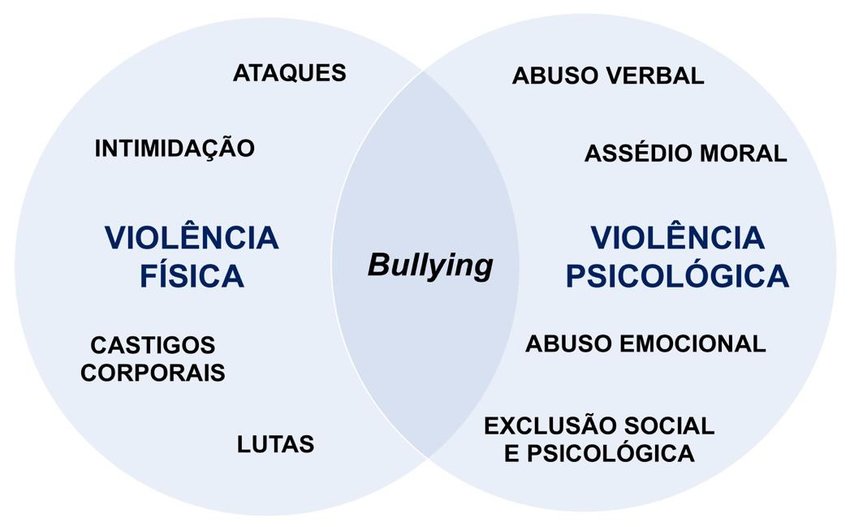 ATAQUES
INTIMIDAÇÃO
VIOLÊNCIA
FÍSICA
CASTIGOS
CORPORAIS
LUTAS
Bullying
ABUSO VERBAL
ASSÉDIO MORAL
VIOLÊNCIA
PSICOLÓGICA
ABUSO EMOCIONAL
EXCLUSÃO SOCIAL
E PSICOLÓGICA